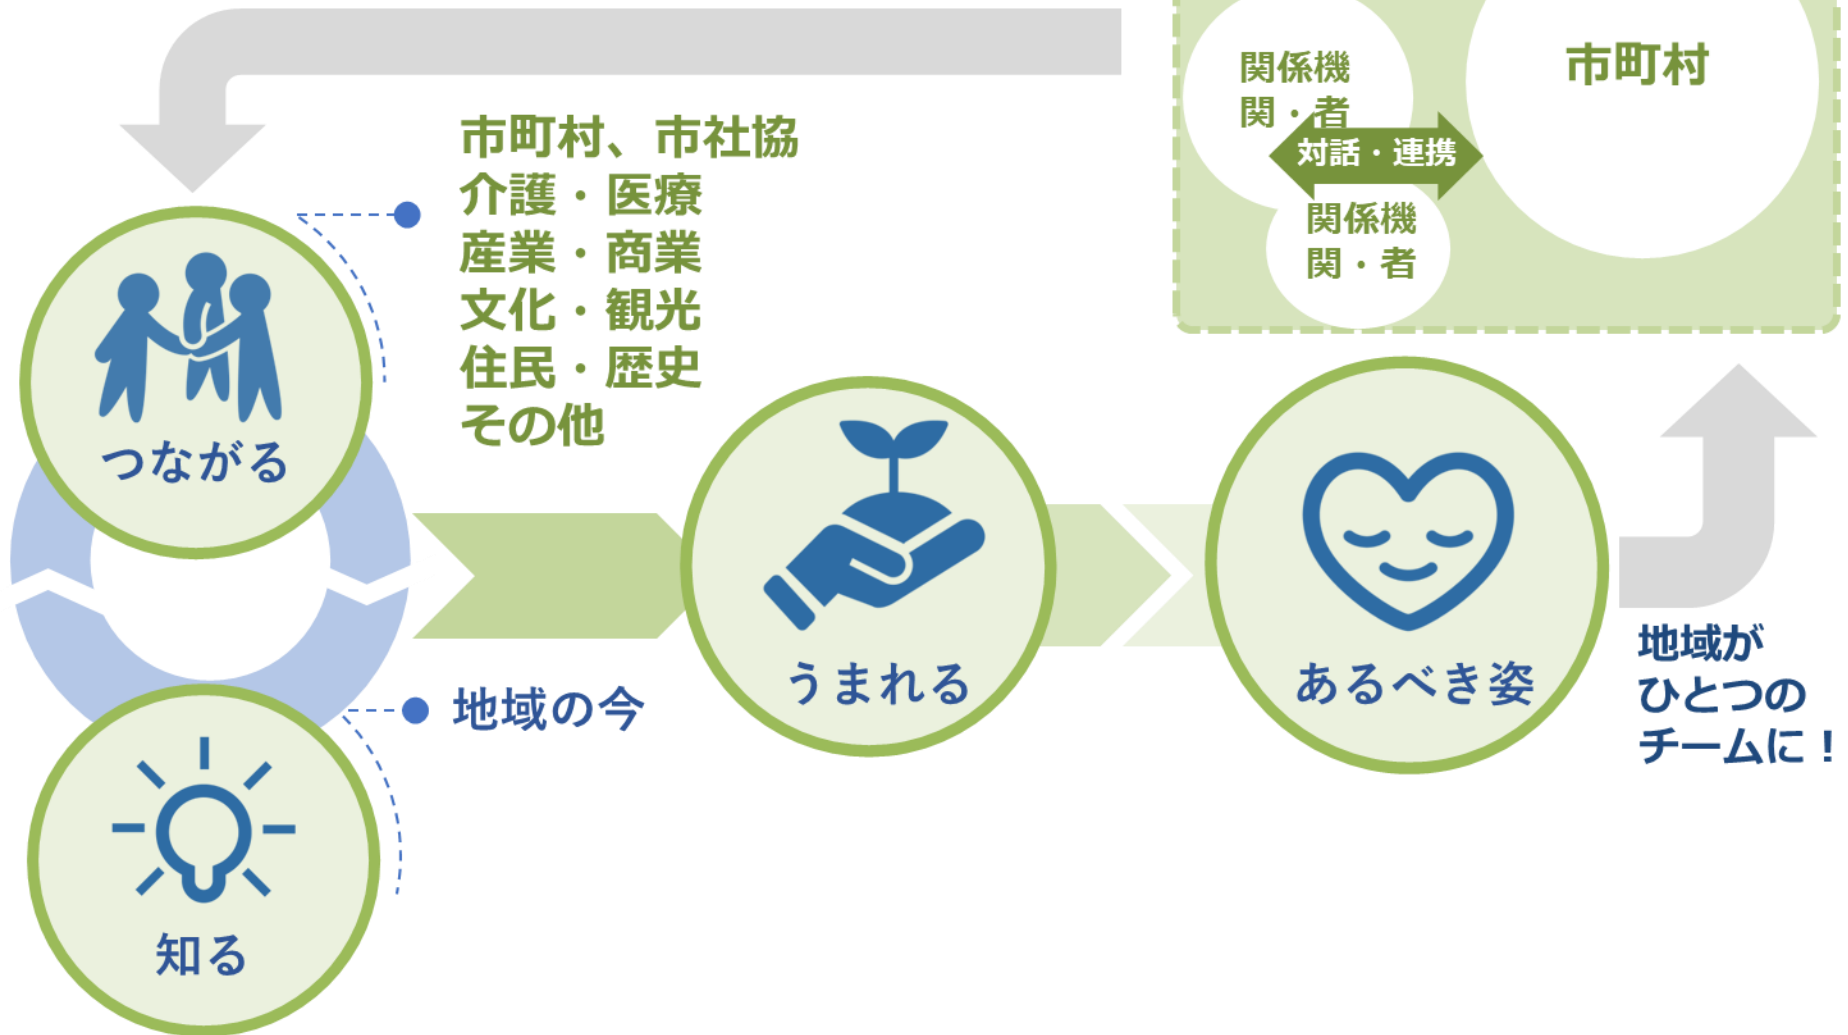 関係機
関・者
市町村
対話・連携
関係機
関・者
市町村、市社協
介護・医療
産業・商業
文化・観光
住民・歴史
その他
つながる
うまれる
あるべき姿
地域が
ひとつの
チームに！
地域の今
知る